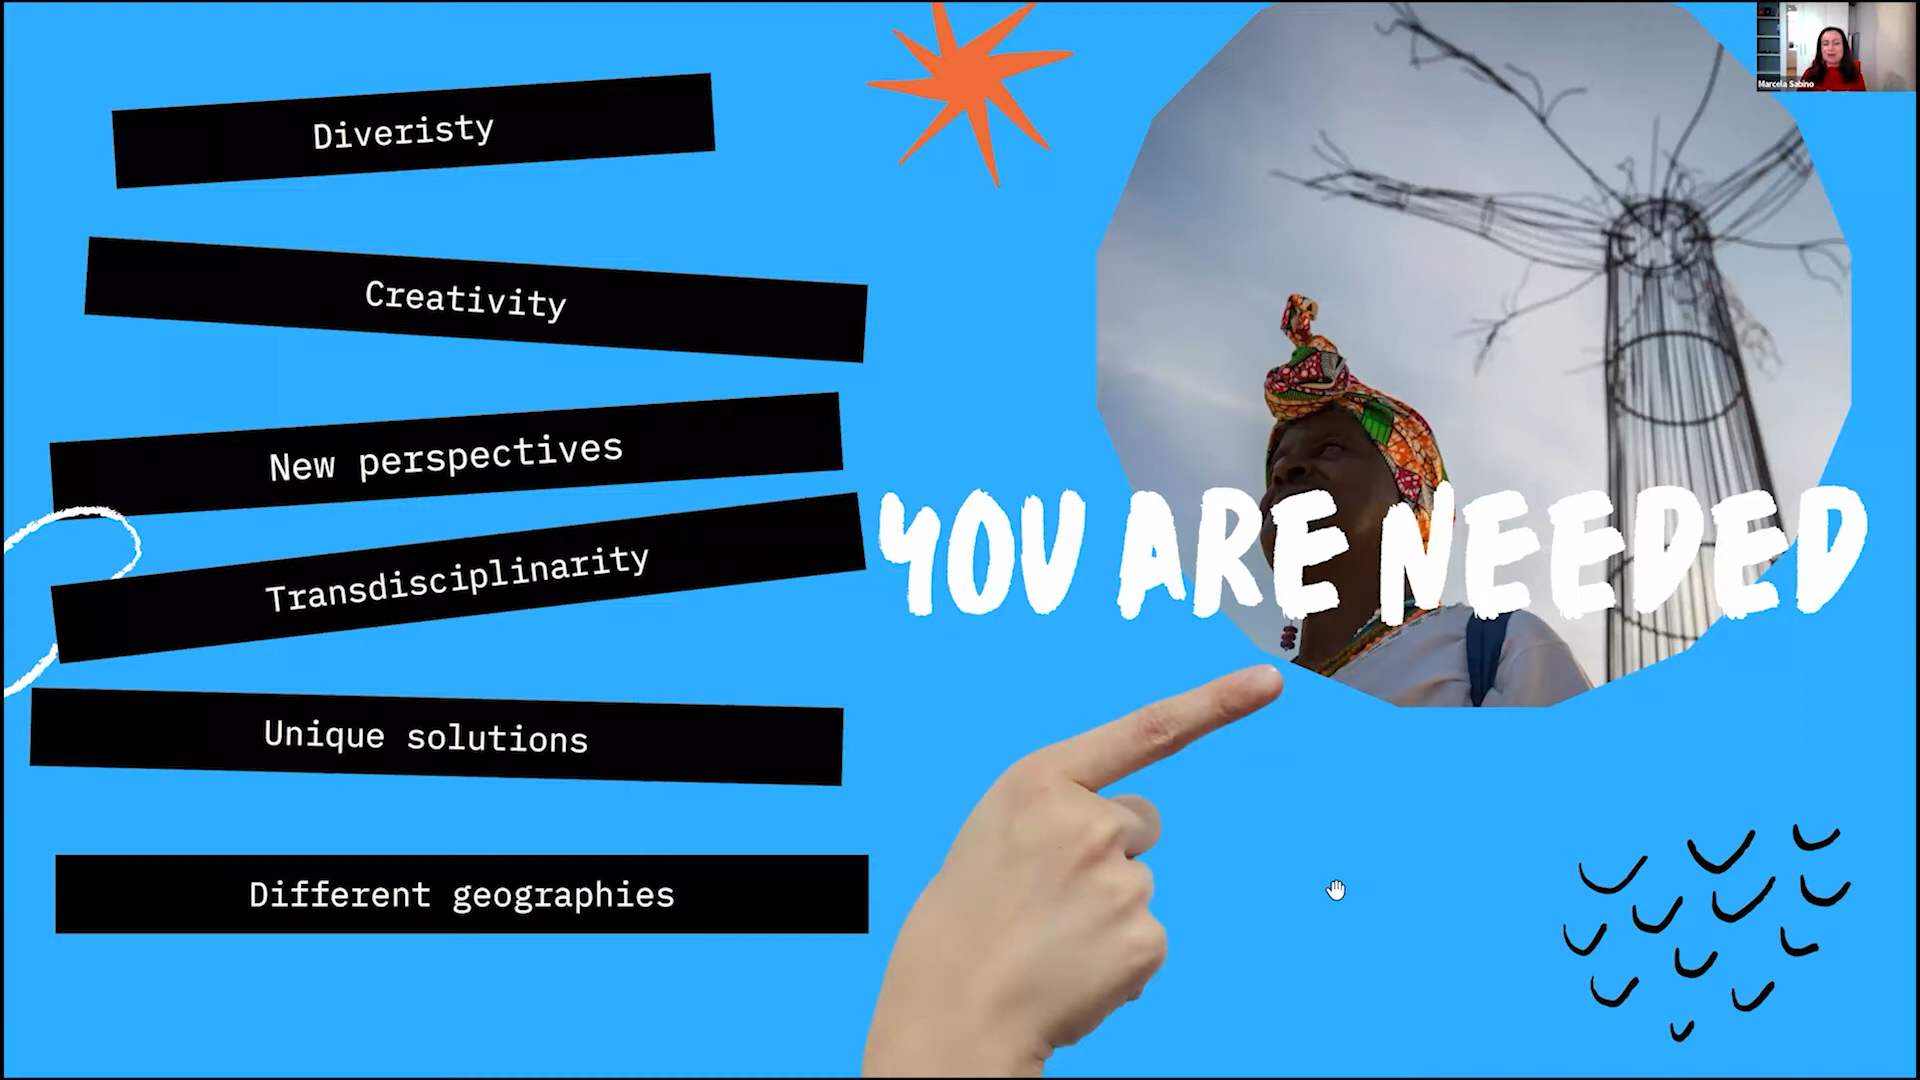 Diveristy
Creativity
New perspectives
Transdisciplinarity
Unique solutions
Different geographies
YOU ARE NEEDED
Marcela Sabino